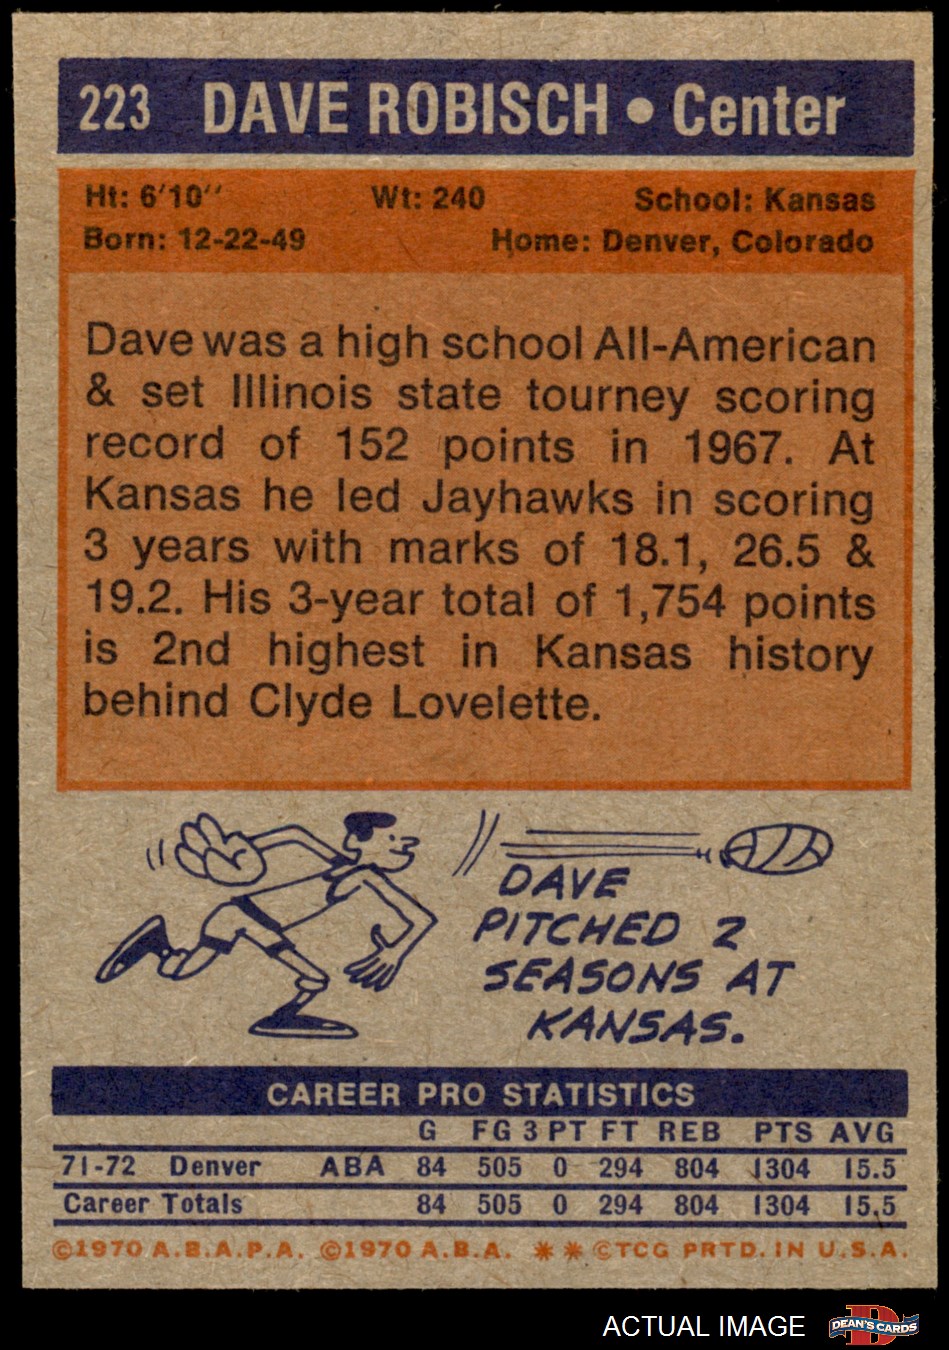 223 DAVE ROBISCH • Center
Ht: 6'10'' Wt: 240 School: Kansas
Born: 12-22-49 Home: Denver, Colorado
Dave was a high school All-American
& set Illinois state tourney scoring
record of 152 points in 1967. At
Kansas he led Jayhawks in scoring
3 years with marks of 18.1, 26.5 &
19.2. His 3-year total of 1,754 points
is 2nd highest in Kansas history
behind Clyde Lovelette.
DAVE
PITCHED 2
SEASONS AT
KANSAS.
CAREER PRO STATISTICS
G FG 3 PT FT REB PTS AVG
71-72 Denver ABA 84 505 0 294 804 1304 15.5
Career Totals 84 505 0 294 804 1304 15.5
©1970 A.B.A.P.A. ©1970 A.B.A. ** ©TCG PRTD. IN U.S.A.
ACTUAL IMAGE D DEAN'S CARDS